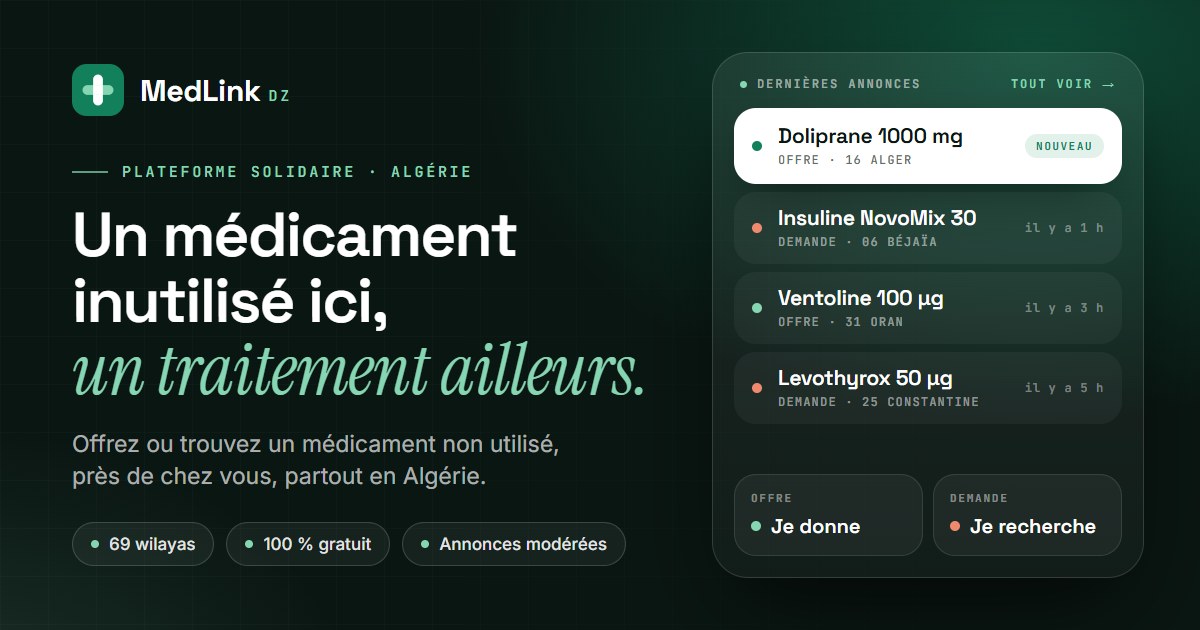 MedLink DZ
PLATEFORME SOLIDAIRE · ALGÉRIE
Un médicament
inutilisé ici,
un traitement ailleurs.
Offrez ou trouvez un médicament non utilisé,
près de chez vous, partout en Algérie.
69 wilayas
100 % gratuit
Annonces modérées
DERNIÈRES ANNONCES
TOUT VOIR →
Doliprane 1000 mg
OFFRE · 16 ALGER
NOUVEAU
Insuline NovoMix 30
DEMANDE · 06 BÉJAÏA
il y a 1 h
Ventoline 100 µg
OFFRE · 31 ORAN
il y a 3 h
Levothyrox 50 µg
DEMANDE · 25 CONSTANTINE
il y a 5 h
OFFRE
Je donne
DEMANDE
Je recherche